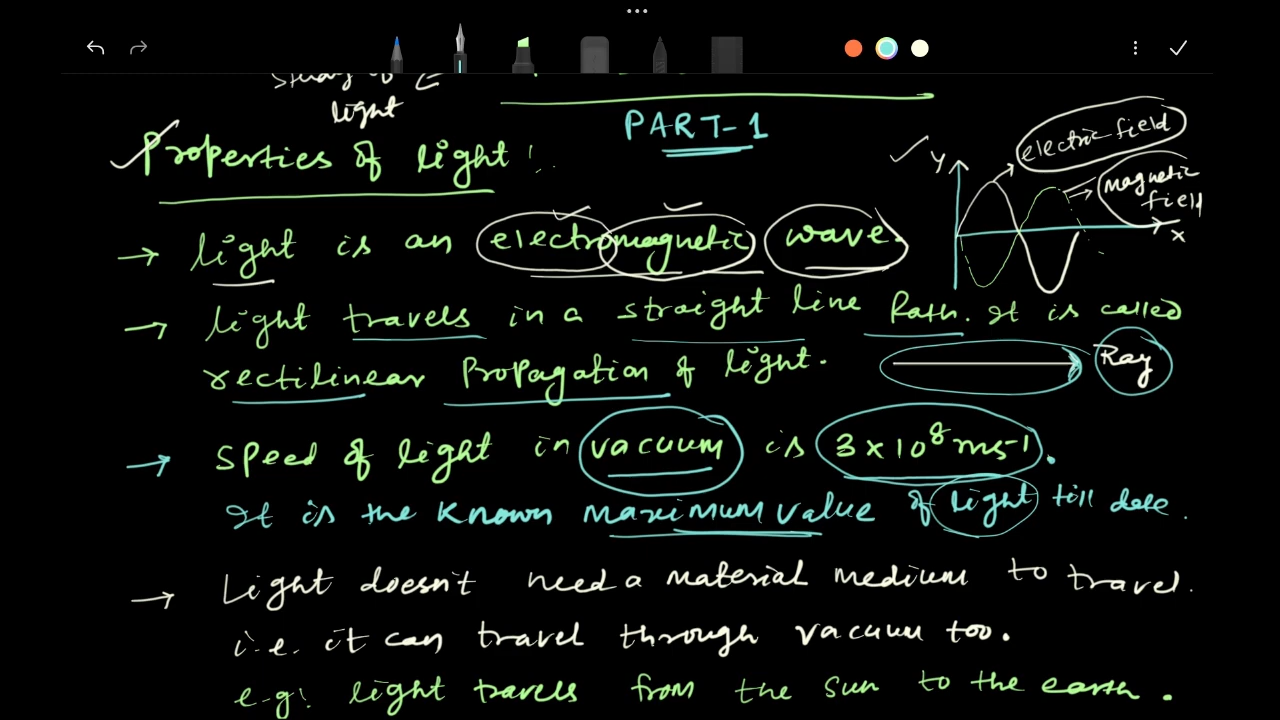 study of
light
PART-1
Properties of light :
electric field
magnetic
field
Y
X
→ light is an electromagnetic wave.
→ light travels in a straight line Path. It is called
rectilinear Propagation of light.
Ray
→ speed of light in vacuum is 3 x 10⁸ ms-1.
It is the known maximum value of light till date.
→ Light doesn't need a material medium to travel.
i.e. it can travel through vacuum too.
e.g: light travels from the sun to the earth.